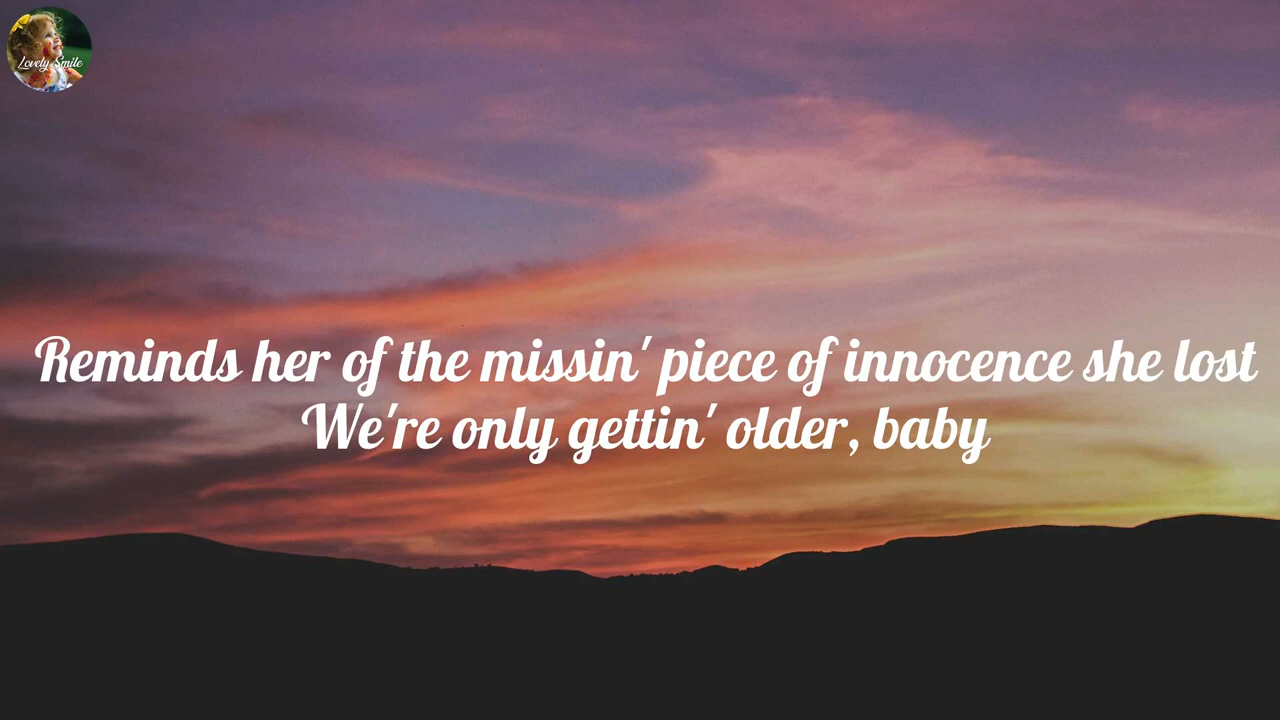 Lovely Smile
Reminds her of the missin' piece of innocence she lost
We're only gettin' older, baby